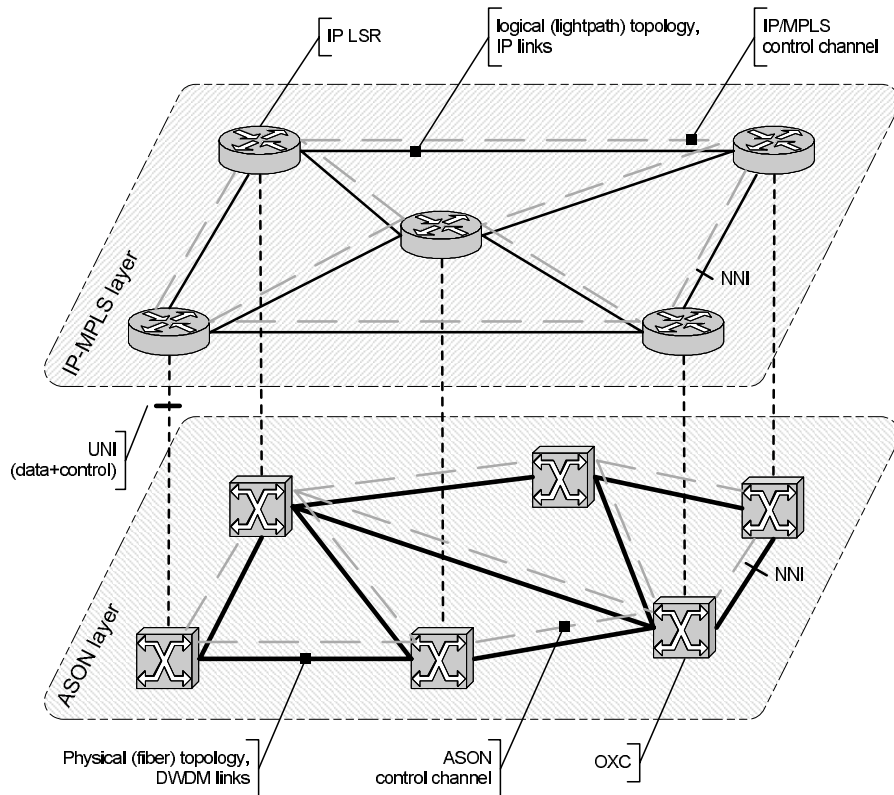 IP LSR
logical (lightpath) topology,
IP links
IP/MPLS
control channel
NNI
IP-MPLS layer
UNI
(data+control)
NNI
ASON layer
Physical (fiber) topology,
DWDM links
ASON
control channel
OXC